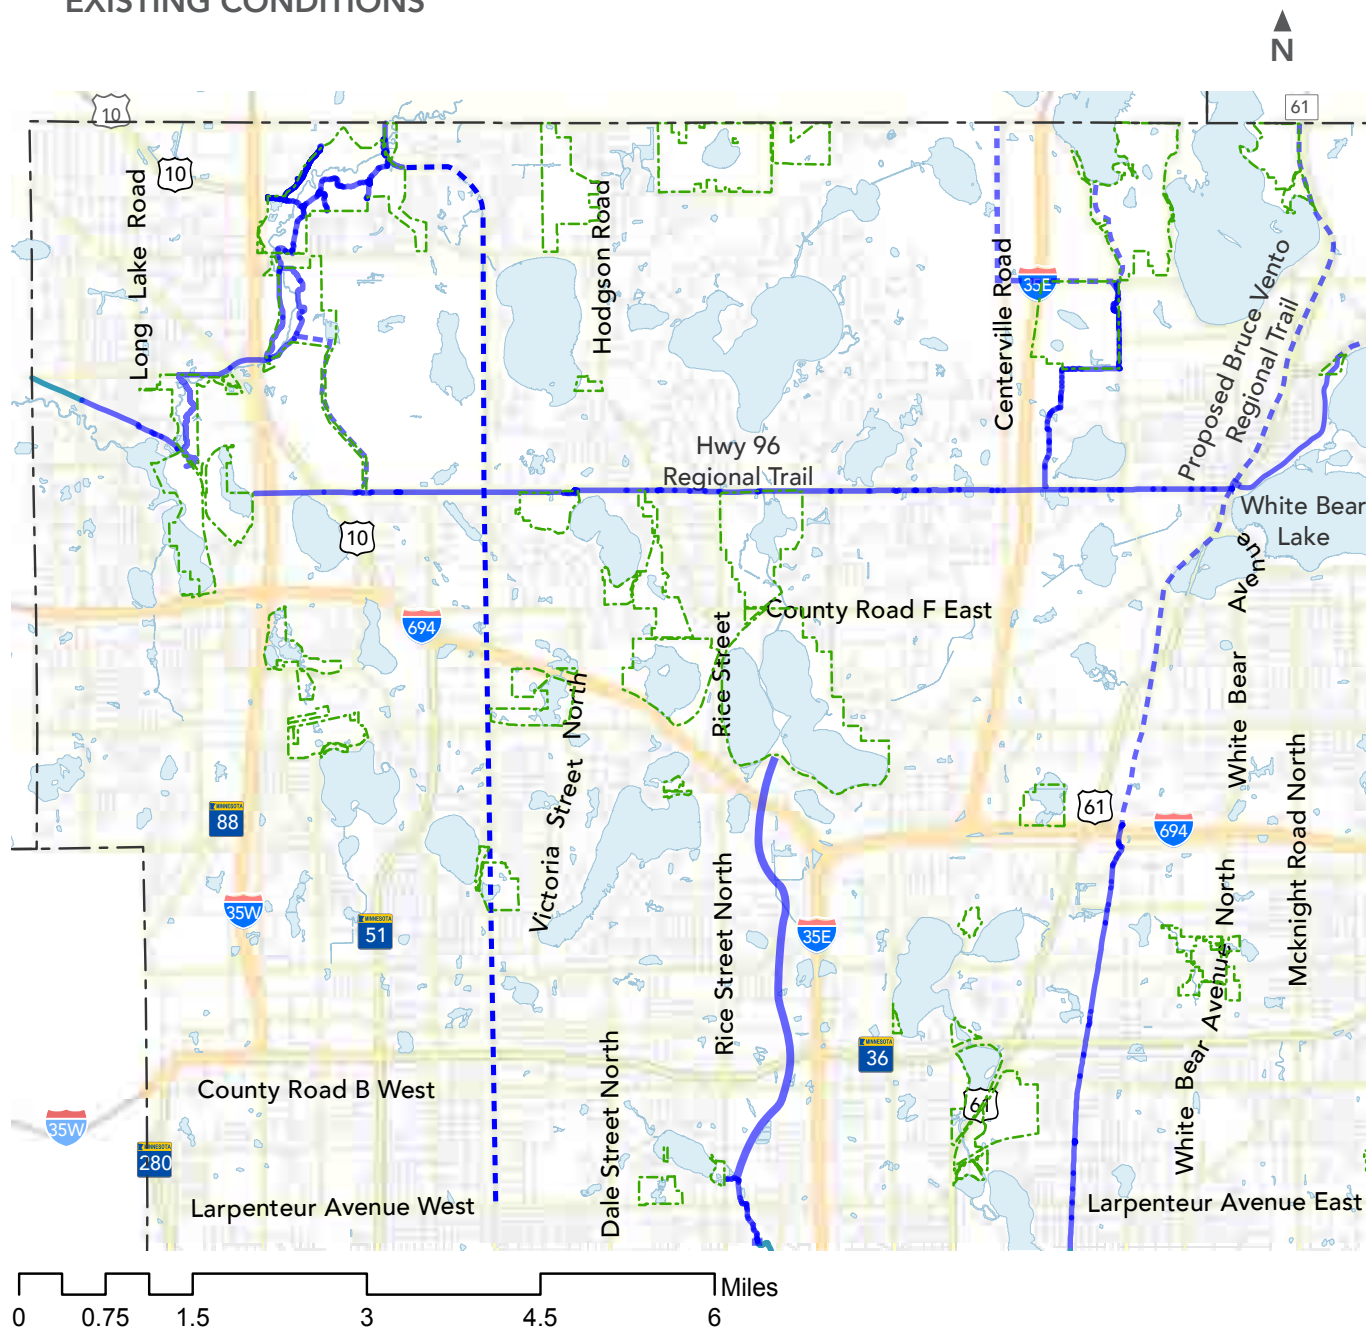 EXISTING CONDITIONS
N
10
61
10
Long Lake Road
Hodgson Road
Centerville Road
35E
Proposed Bruce Vento
Regional Trail
Hwy 96
Regional Trail
White Bear
Lake
10
694
County Road F East
Rice Street
Victoria Street North
White Bear Avenue
Mcknight Road North
61
694
MINNESOTA
88
35W
MINNESOTA
51
Rice Street North
35E
White Bear Avenue North
MINNESOTA
36
Dale Street North
County Road B West
61
35W
MINNESOTA
280
Larpenteur Avenue West
Larpenteur Avenue East
Miles
0 0.75 1.5 3 4.5 6